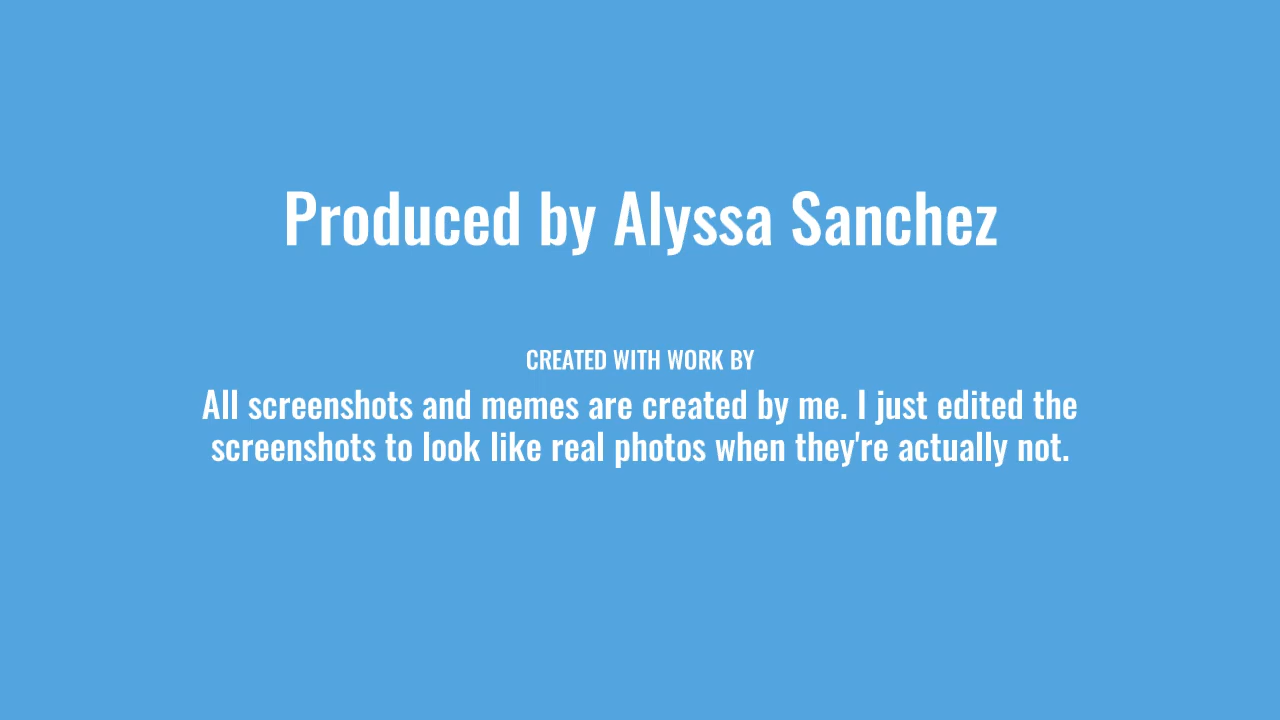 Produced by Alyssa Sanchez
CREATED WITH WORK BY
All screenshots and memes are created by me. I just edited the
screenshots to look like real photos when they're actually not.